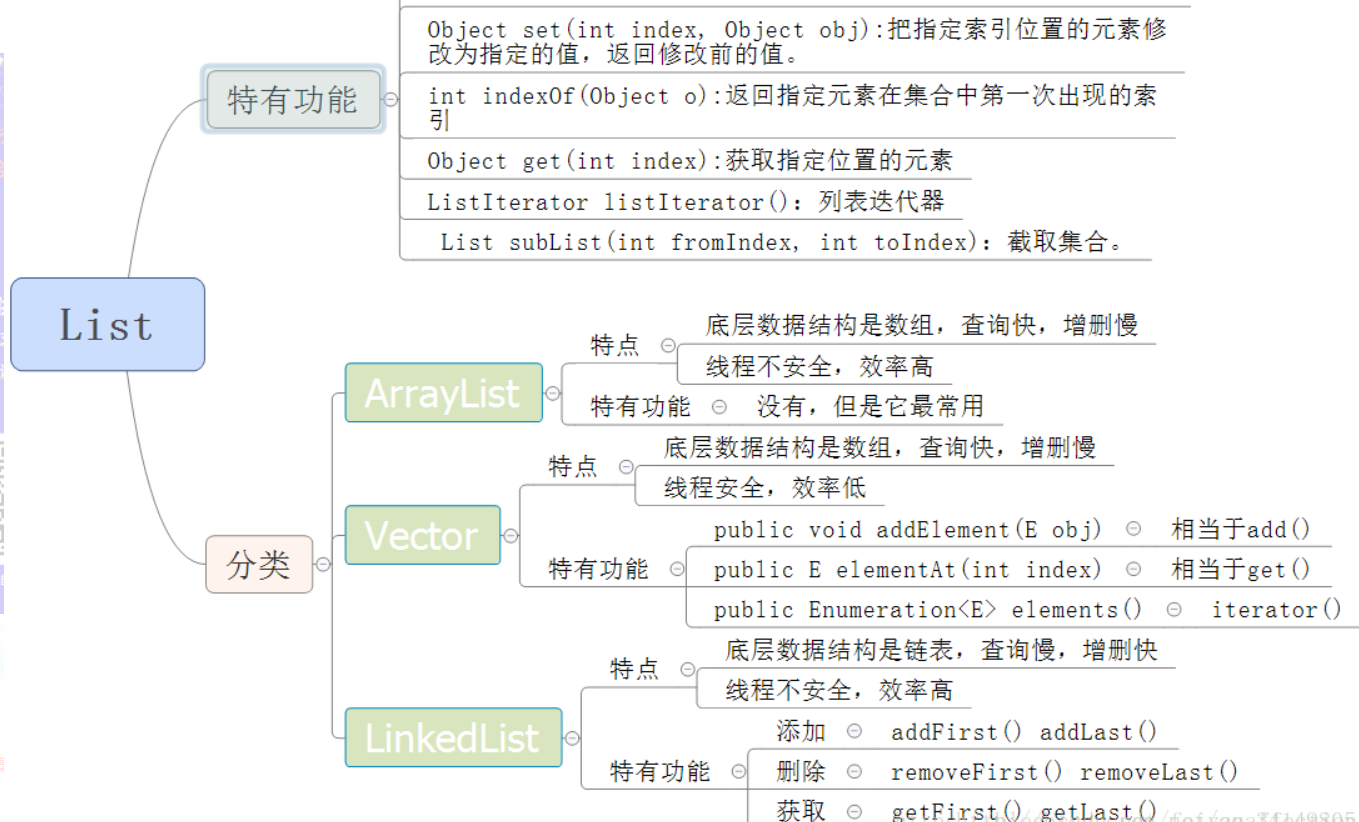 Object set(int index, Object obj):把指定索引位置的元素修
改为指定的值，返回修改前的值。
特有功能
int indexOf(Object o):返回指定元素在集合中第一次出现的索
引
Object get(int index):获取指定位置的元素
ListIterator listIterator()：列表迭代器
List subList(int fromIndex, int toIndex)：截取集合。
List
分类
ArrayList
特点
底层数据结构是数组，查询快，增删慢
线程不安全，效率高
特有功能
没有，但是它最常用
Vector
特点
底层数据结构是数组，查询快，增删慢
线程安全，效率低
特有功能
public void addElement(E obj) 相当于add()
public E elementAt(int index) 相当于get()
public Enumeration<E> elements() iterator()
LinkedList
特点
底层数据结构是链表，查询慢，增删快
线程不安全，效率高
特有功能
添加 addFirst() addLast()
删除 removeFirst() removeLast()
获取 getFirst() getLast()